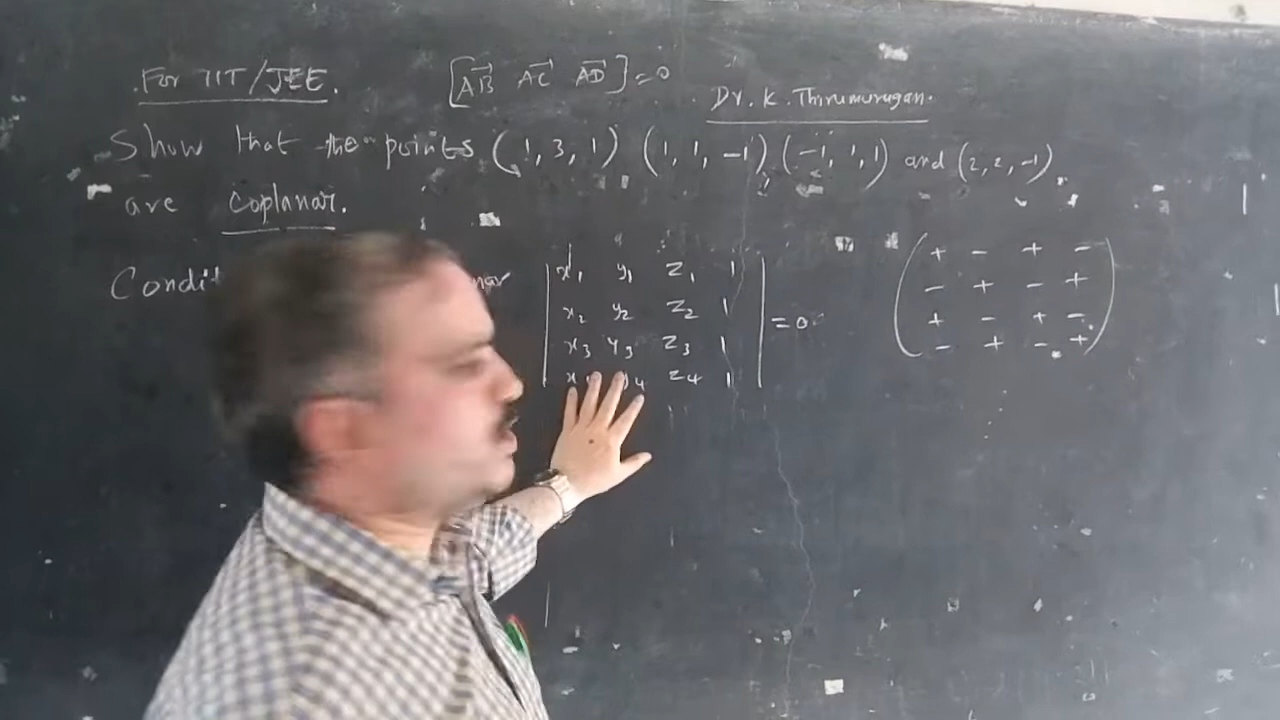 For IIT/JEE. [AB AC AD] = 0
Dr. K. Thirumurugan.
Show that the points (1, 3, 1) (1, 1, -1) (-1, 1, 1) and (2, 2, -1)
are coplanar.
x₁ y₁ z₁ 1
x₂ y₂ z₂ 1
x₃ y₃ z₃ 1
z₄ 1
= 0
+ - + -
- + - +
+ - + -
- + - +